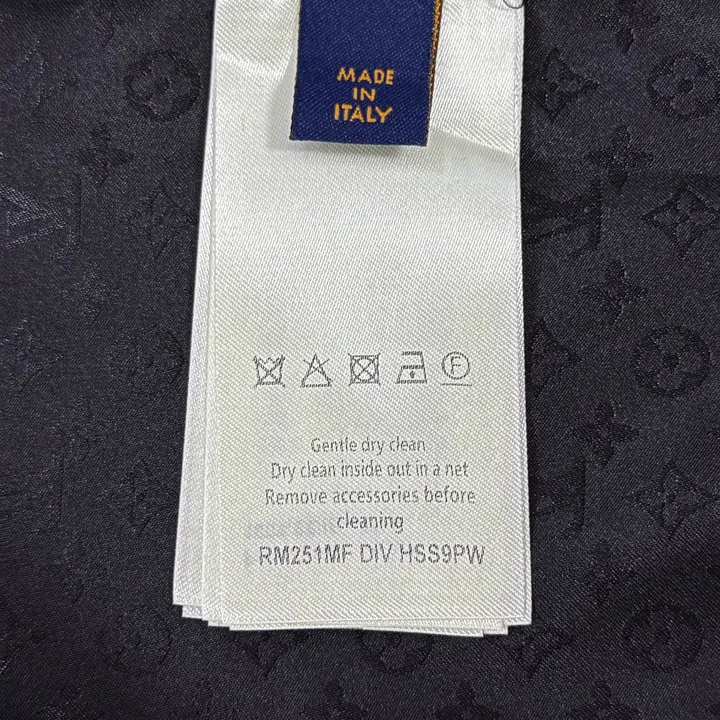 MADE
IN
ITALY
F
Gentle dry clean
Dry clean inside out in a net
Remove accessories before
cleaning
RM251MF DIV HSS9PW